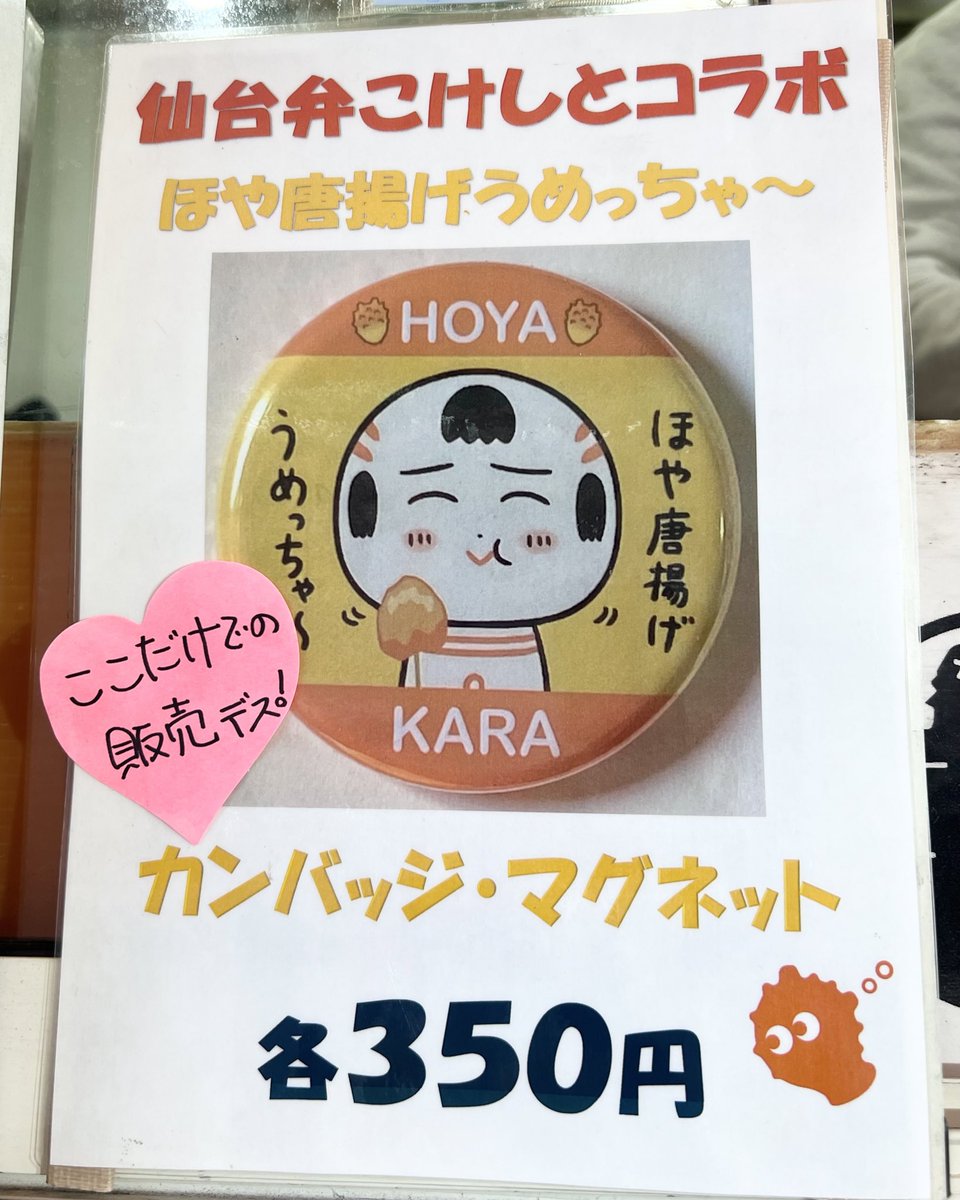 仙台弁こけしとコラボ
ほや唐揚げうめっちゃ～
HOYA
ほや唐揚げ
うめっちゃ～
KARA
ここだけでの
販売デス!
カンバッジ・マグネット
各350円